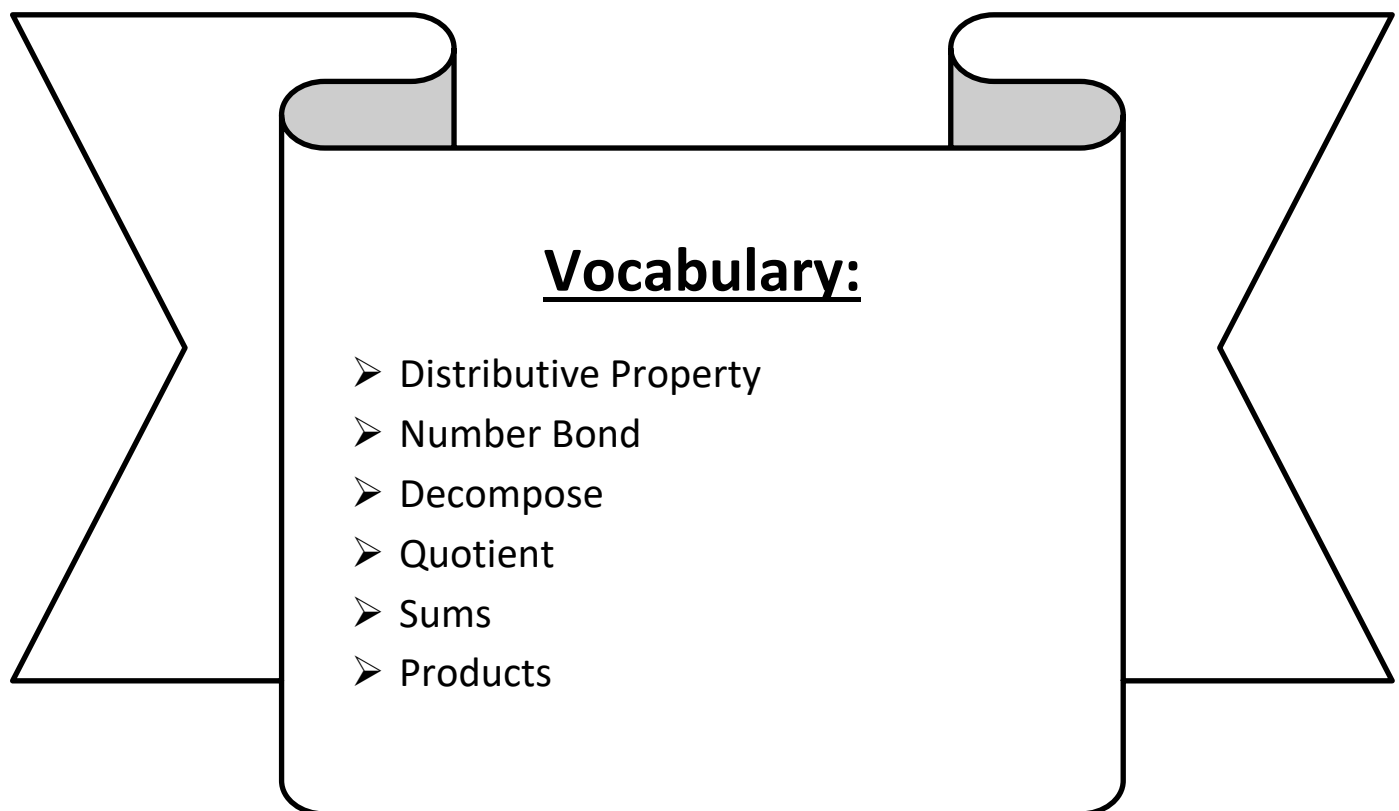 Vocabulary:
➢ Distributive Property
➢ Number Bond
➢ Decompose
➢ Quotient
➢ Sums
➢ Products